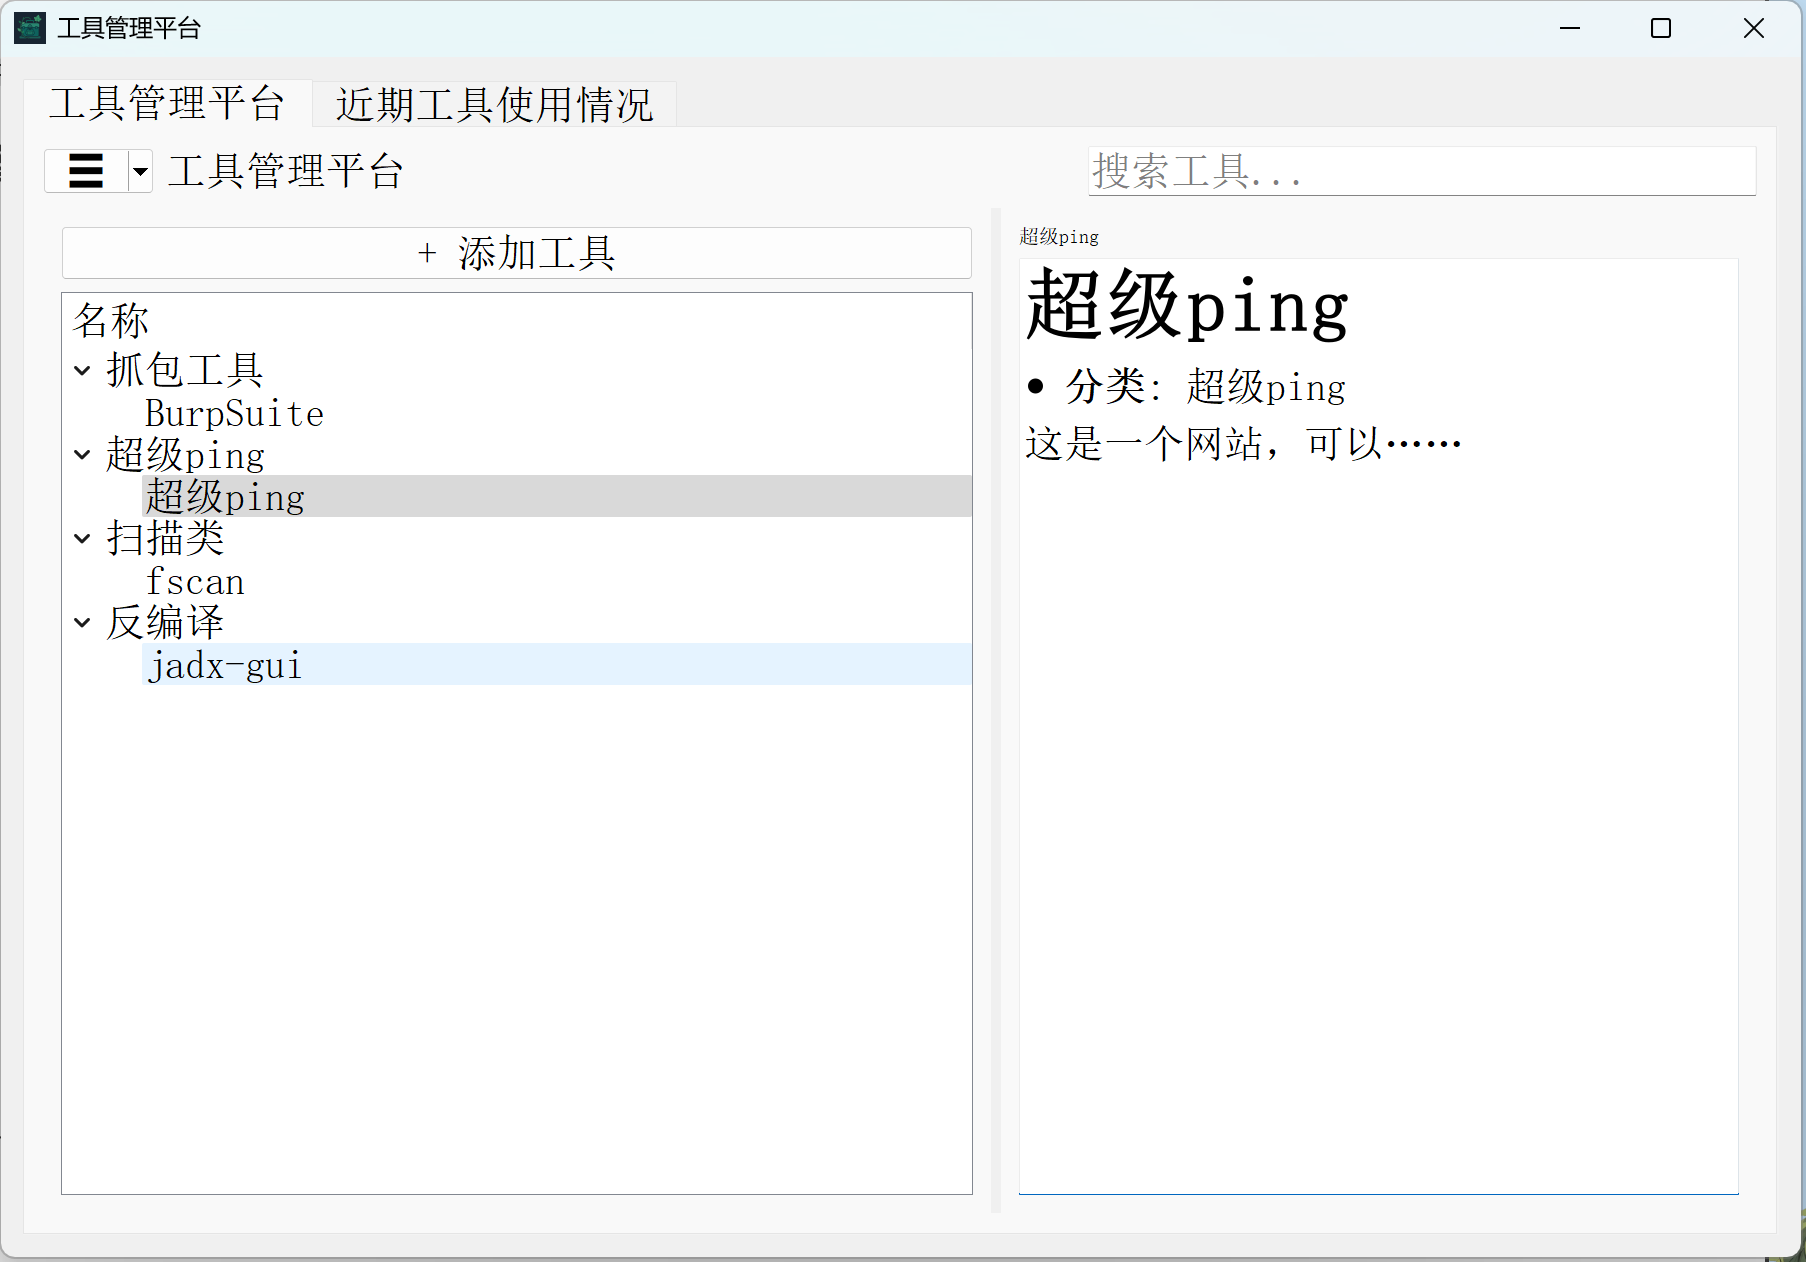 工具管理平台
工具管理平台 近期工具使用情况
工具管理平台 搜索工具...
+ 添加工具
名称
抓包工具
BurpSuite
超级ping
超级ping
扫描类
fscan
反编译
jadx-gui
超级ping
超级ping
• 分类: 超级ping
这是一个网站，可以……